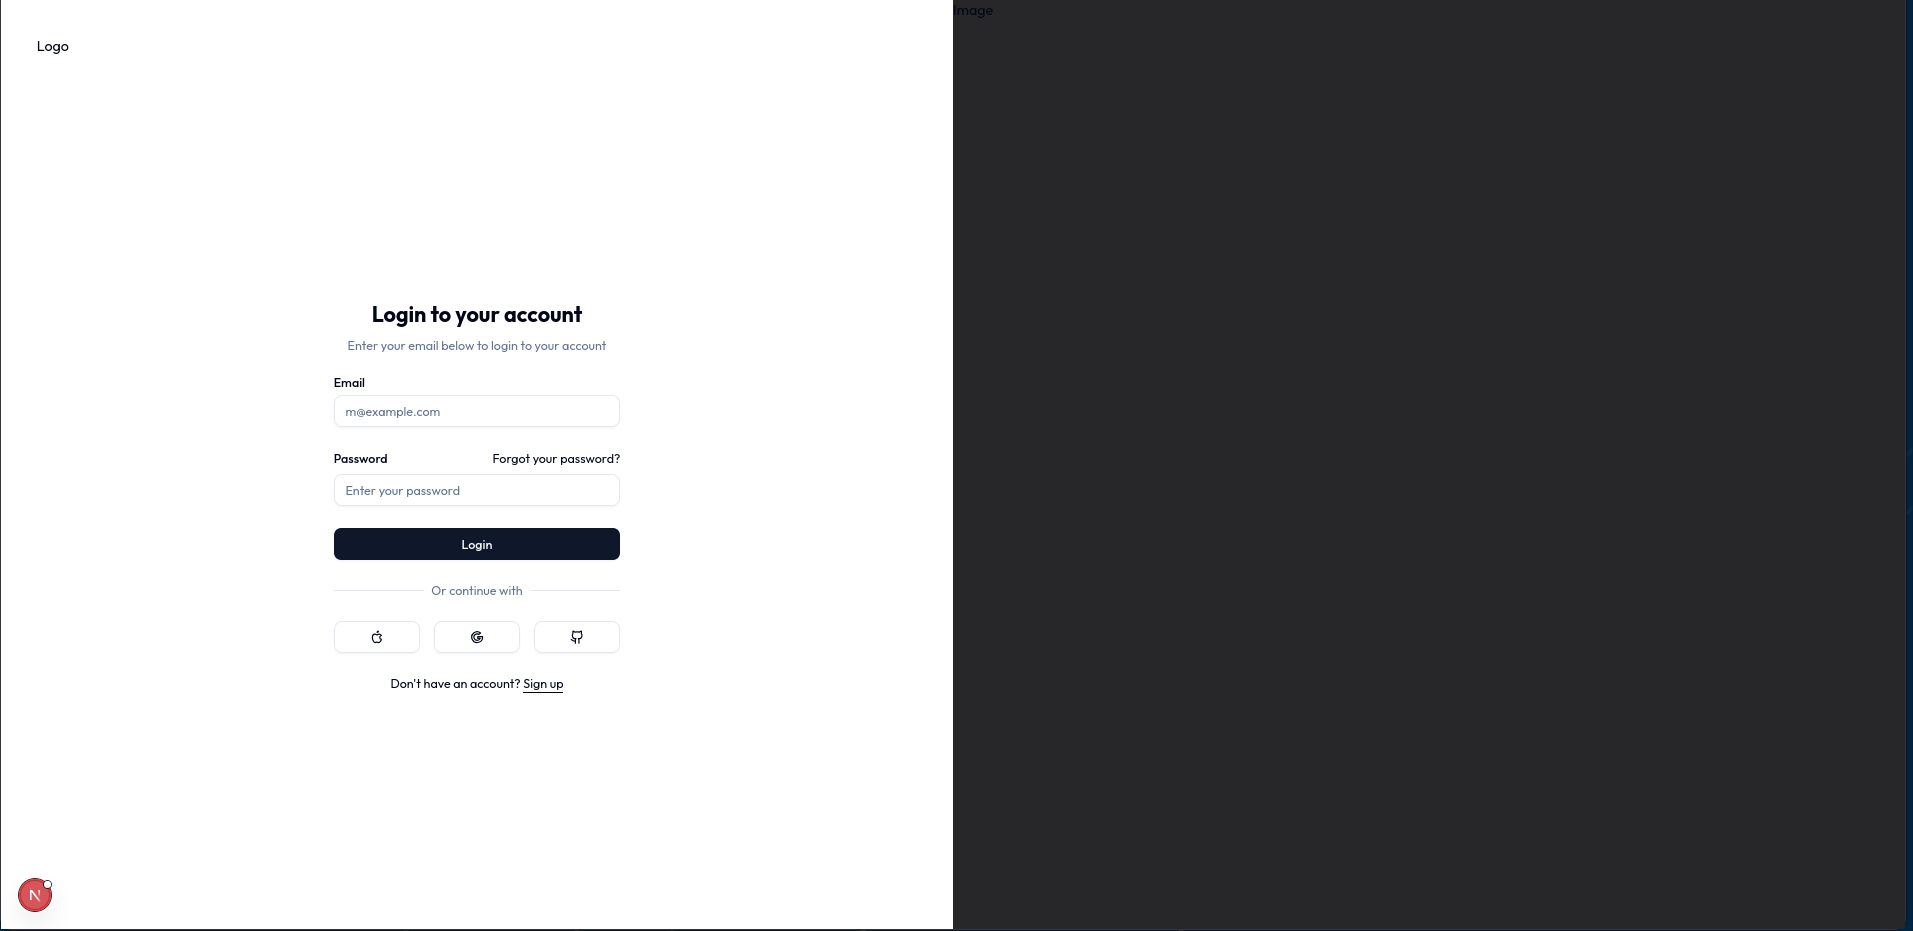 Logo
Image
Login to your account
Enter your email below to login to your account
Email
m@example.com
Password Forgot your password?
Enter your password
Login
Or continue with
Don't have an account? Sign up
N